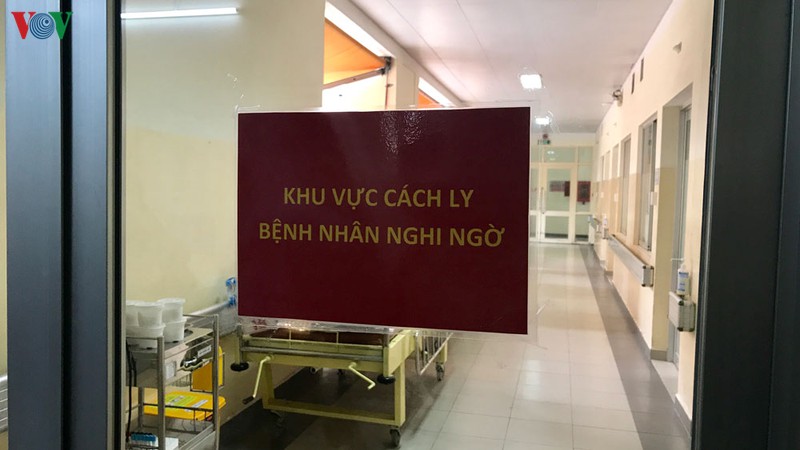 VOV
KHU VỰC CÁCH LY
BỆNH NHÂN NGHI NGỜ